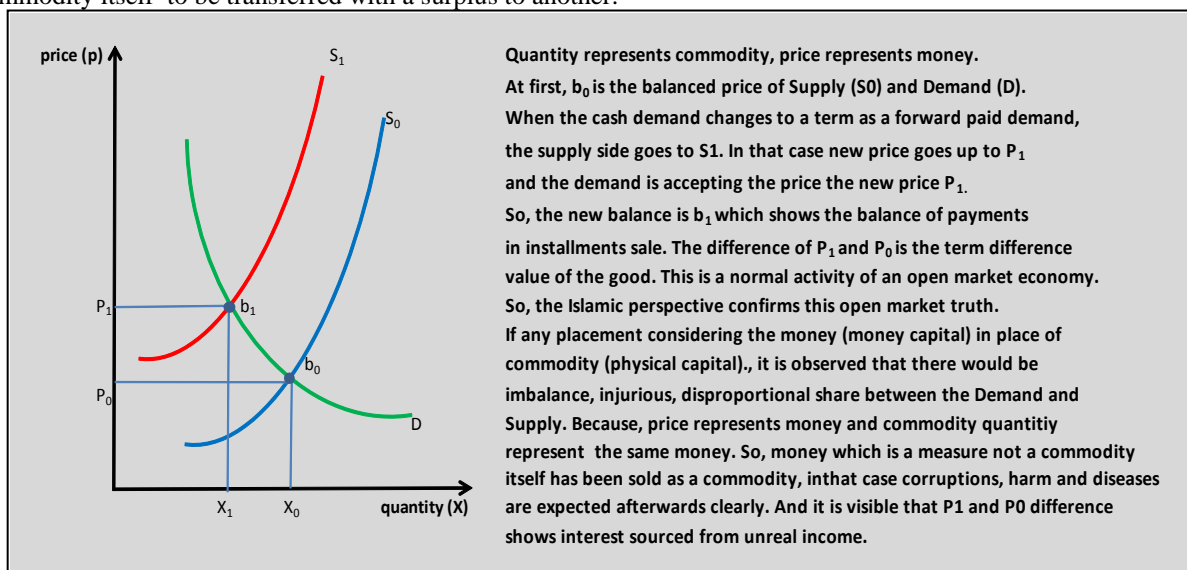 mmodity itself to be transferred with a surplus to another.
price (p)
S1
S0
P1
b1
P0
b0
D
X1
X0
quantity (X)
Quantity represents commodity, price represents money.
At first, b0 is the balanced price of Supply (S0) and Demand (D).
When the cash demand changes to a term as a forward paid demand,
the supply side goes to S1. In that case new price goes up to P1
and the demand is accepting the price the new price P1.
So, the new balance is b1 which shows the balance of payments
in installments sale. The difference of P1 and P0 is the term difference
value of the good. This is a normal activity of an open market economy.
So, the Islamic perspective confirms this open market truth.
If any placement considering the money (money capital) in place of
commodity (physical capital)., it is observed that there would be
imbalance, injurious, disproportional share between the Demand and
Supply. Because, price represents money and commodity quantitiy
represent the same money. So, money which is a measure not a commodity
itself has been sold as a commodity, inthat case corruptions, harm and diseases
are expected afterwards clearly. And it is visible that P1 and P0 difference
shows interest sourced from unreal income.